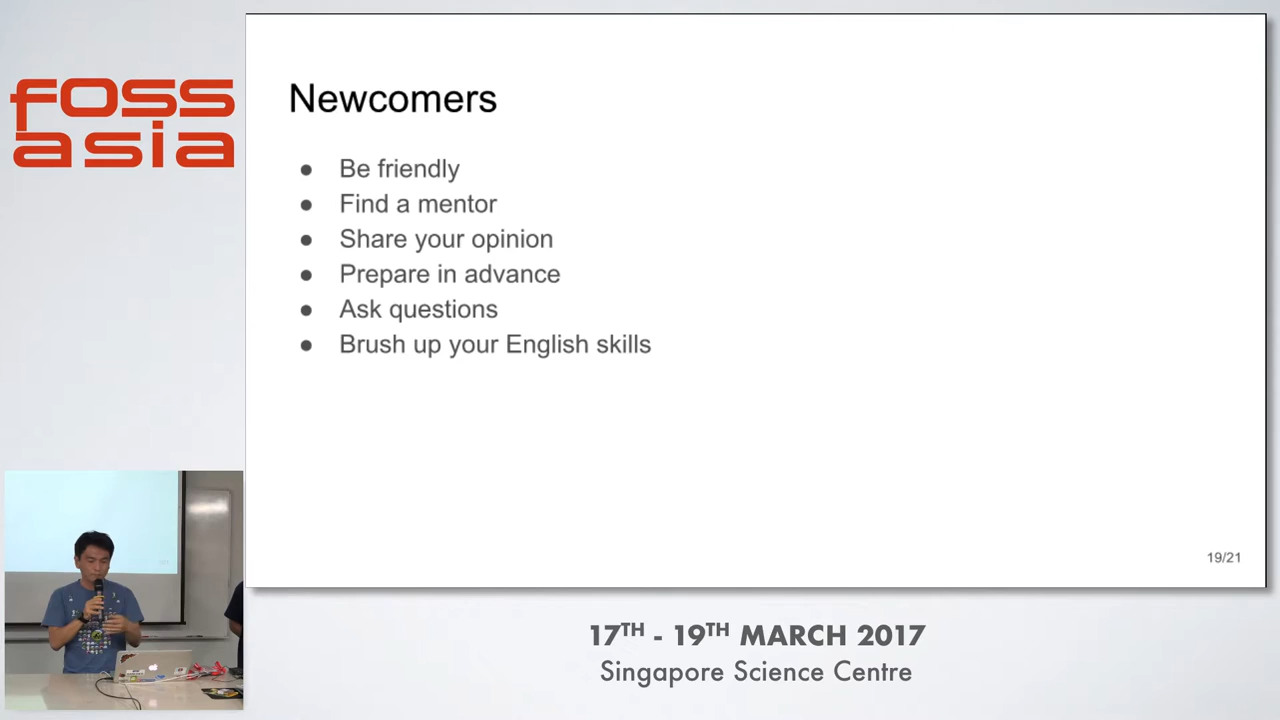 foss
asia
Newcomers
● Be friendly
● Find a mentor
● Share your opinion
● Prepare in advance
● Ask questions
● Brush up your English skills
19/21
17TH - 19TH MARCH 2017
Singapore Science Centre